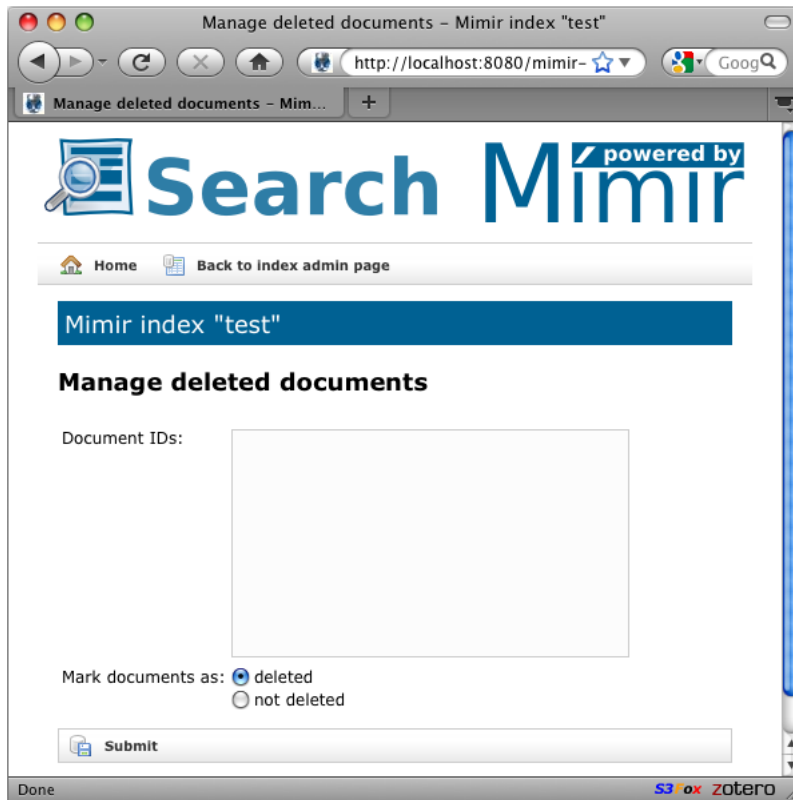 Manage deleted documents – Mimir index "test"
http://localhost:8080/mimir-
Goog
Manage deleted documents – Mim...
+
Search
powered by
Mímir
Home
Back to index admin page
Mimir index "test"
Manage deleted documents
Document IDs:
Mark documents as:
deleted
not deleted
Submit
Done
S3Fox
zotero